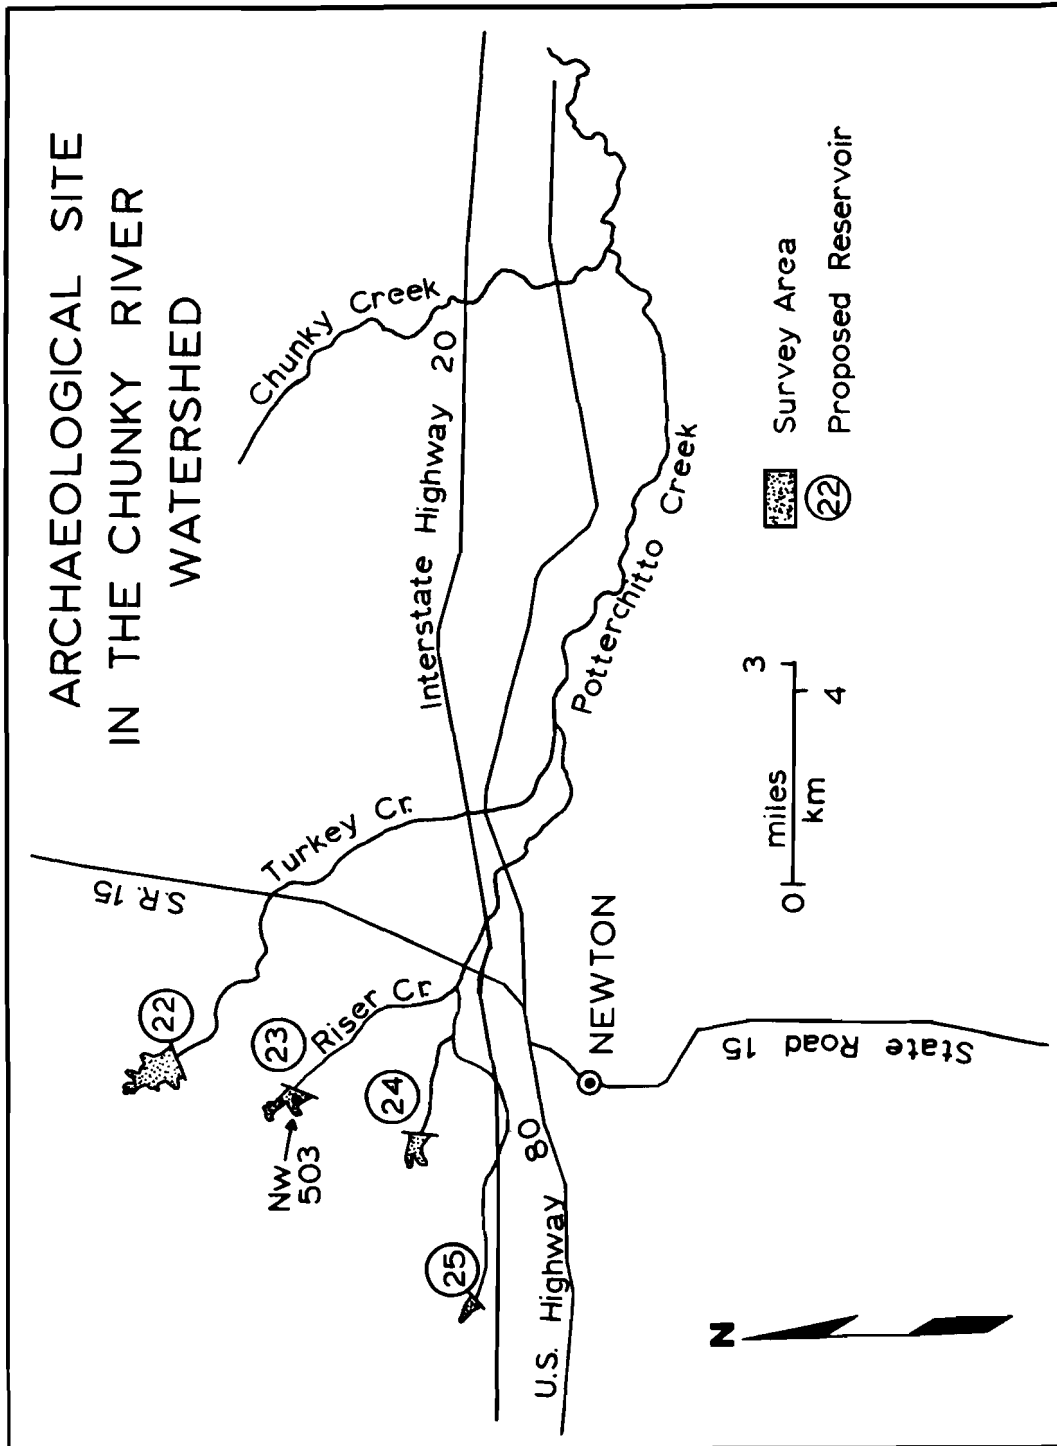 ARCHAEOLOGICAL SITE
IN THE CHUNKY RIVER
WATERSHED
S.R. 15
Turkey Cr.
Chunky Creek
22
23
Riser Cr.
Nw
503
24
25
Interstate Highway 20
U.S. Highway 80
NEWTON
Potterchitto Creek
State Road 15
N
0 miles 3
km 4
Survey Area
22 Proposed Reservoir